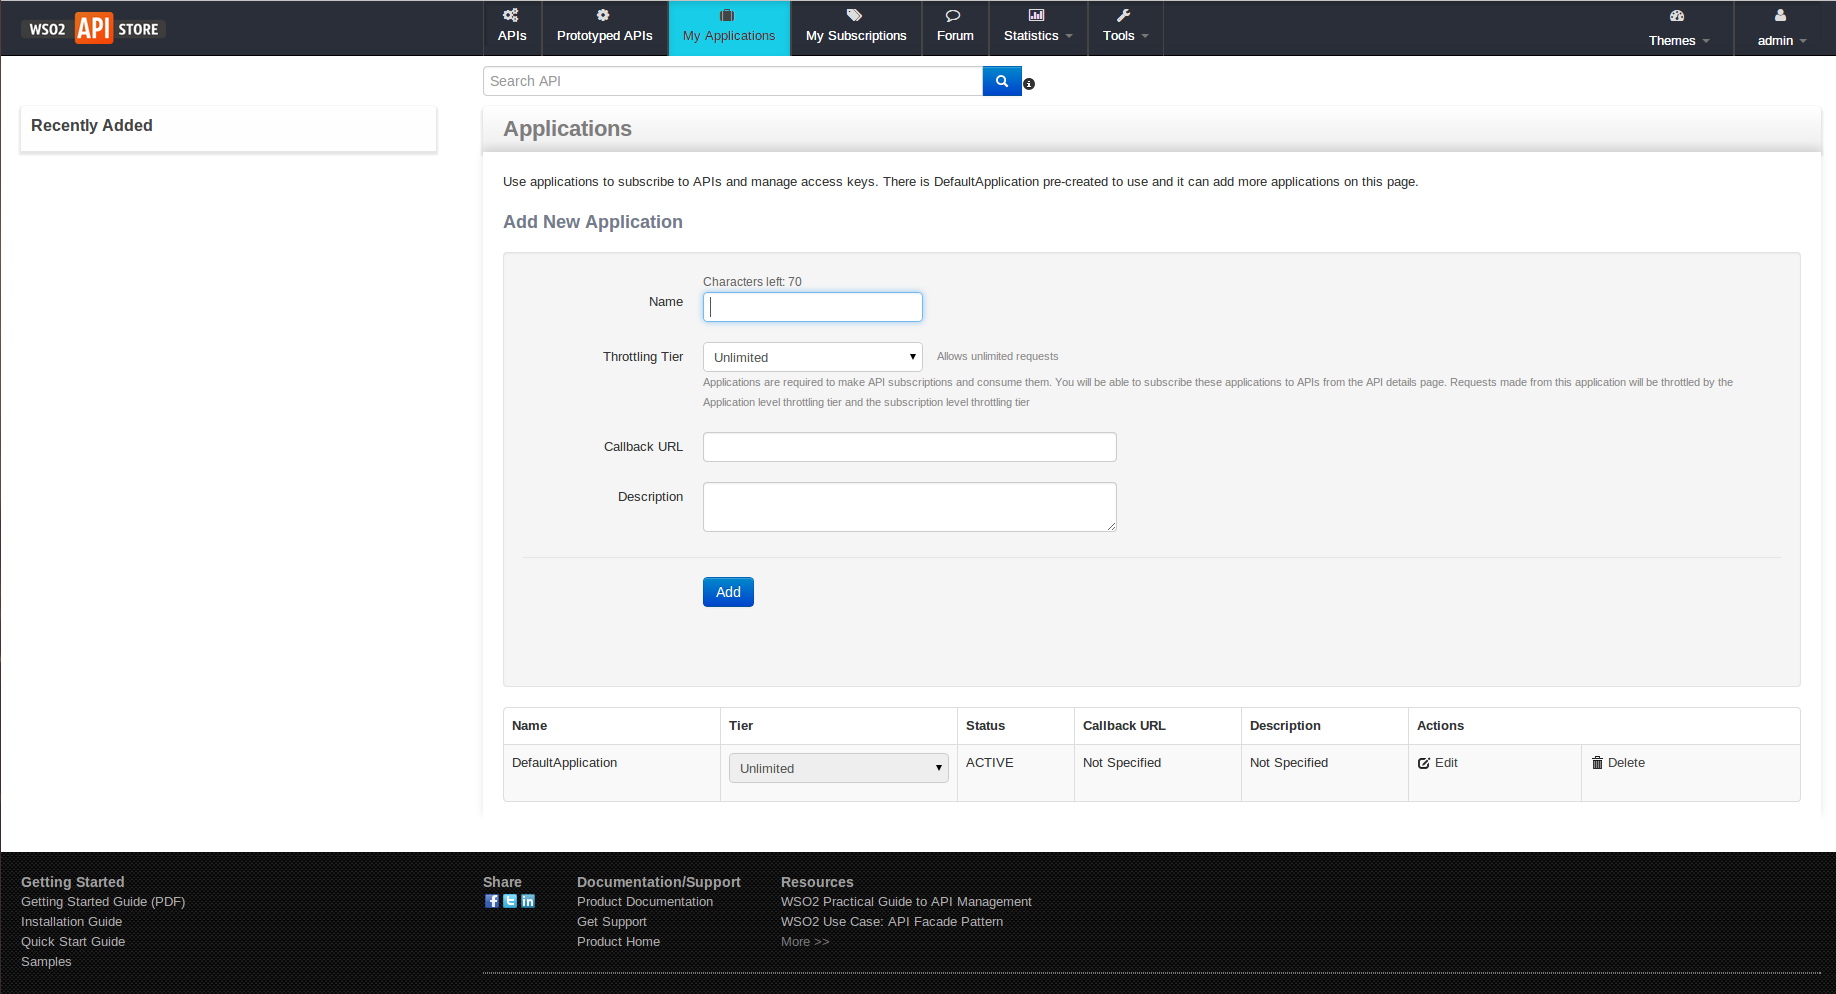 WSO2 API STORE
APIs
Prototyped APIs
My Applications
My Subscriptions
Forum
Statistics
Tools
Themes
admin
Search API
Recently Added
Applications
Use applications to subscribe to APIs and manage access keys. There is DefaultApplication pre-created to use and it can add more applications on this page.
Add New Application
Characters left: 70
Name
Throttling Tier
Unlimited
Allows unlimited requests
Applications are required to make API subscriptions and consume them. You will be able to subscribe these applications to APIs from the API details page. Requests made from this application will be throttled by the
Application level throttling tier and the subscription level throttling tier
Callback URL
Description
Add
Name Tier Status Callback URL Description Actions
DefaultApplication Unlimited ACTIVE Not Specified Not Specified Edit Delete
Getting Started
Getting Started Guide (PDF)
Installation Guide
Quick Start Guide
Samples
Share
Documentation/Support
Product Documentation
Get Support
Product Home
Resources
WSO2 Practical Guide to API Management
WSO2 Use Case: API Facade Pattern
More >>